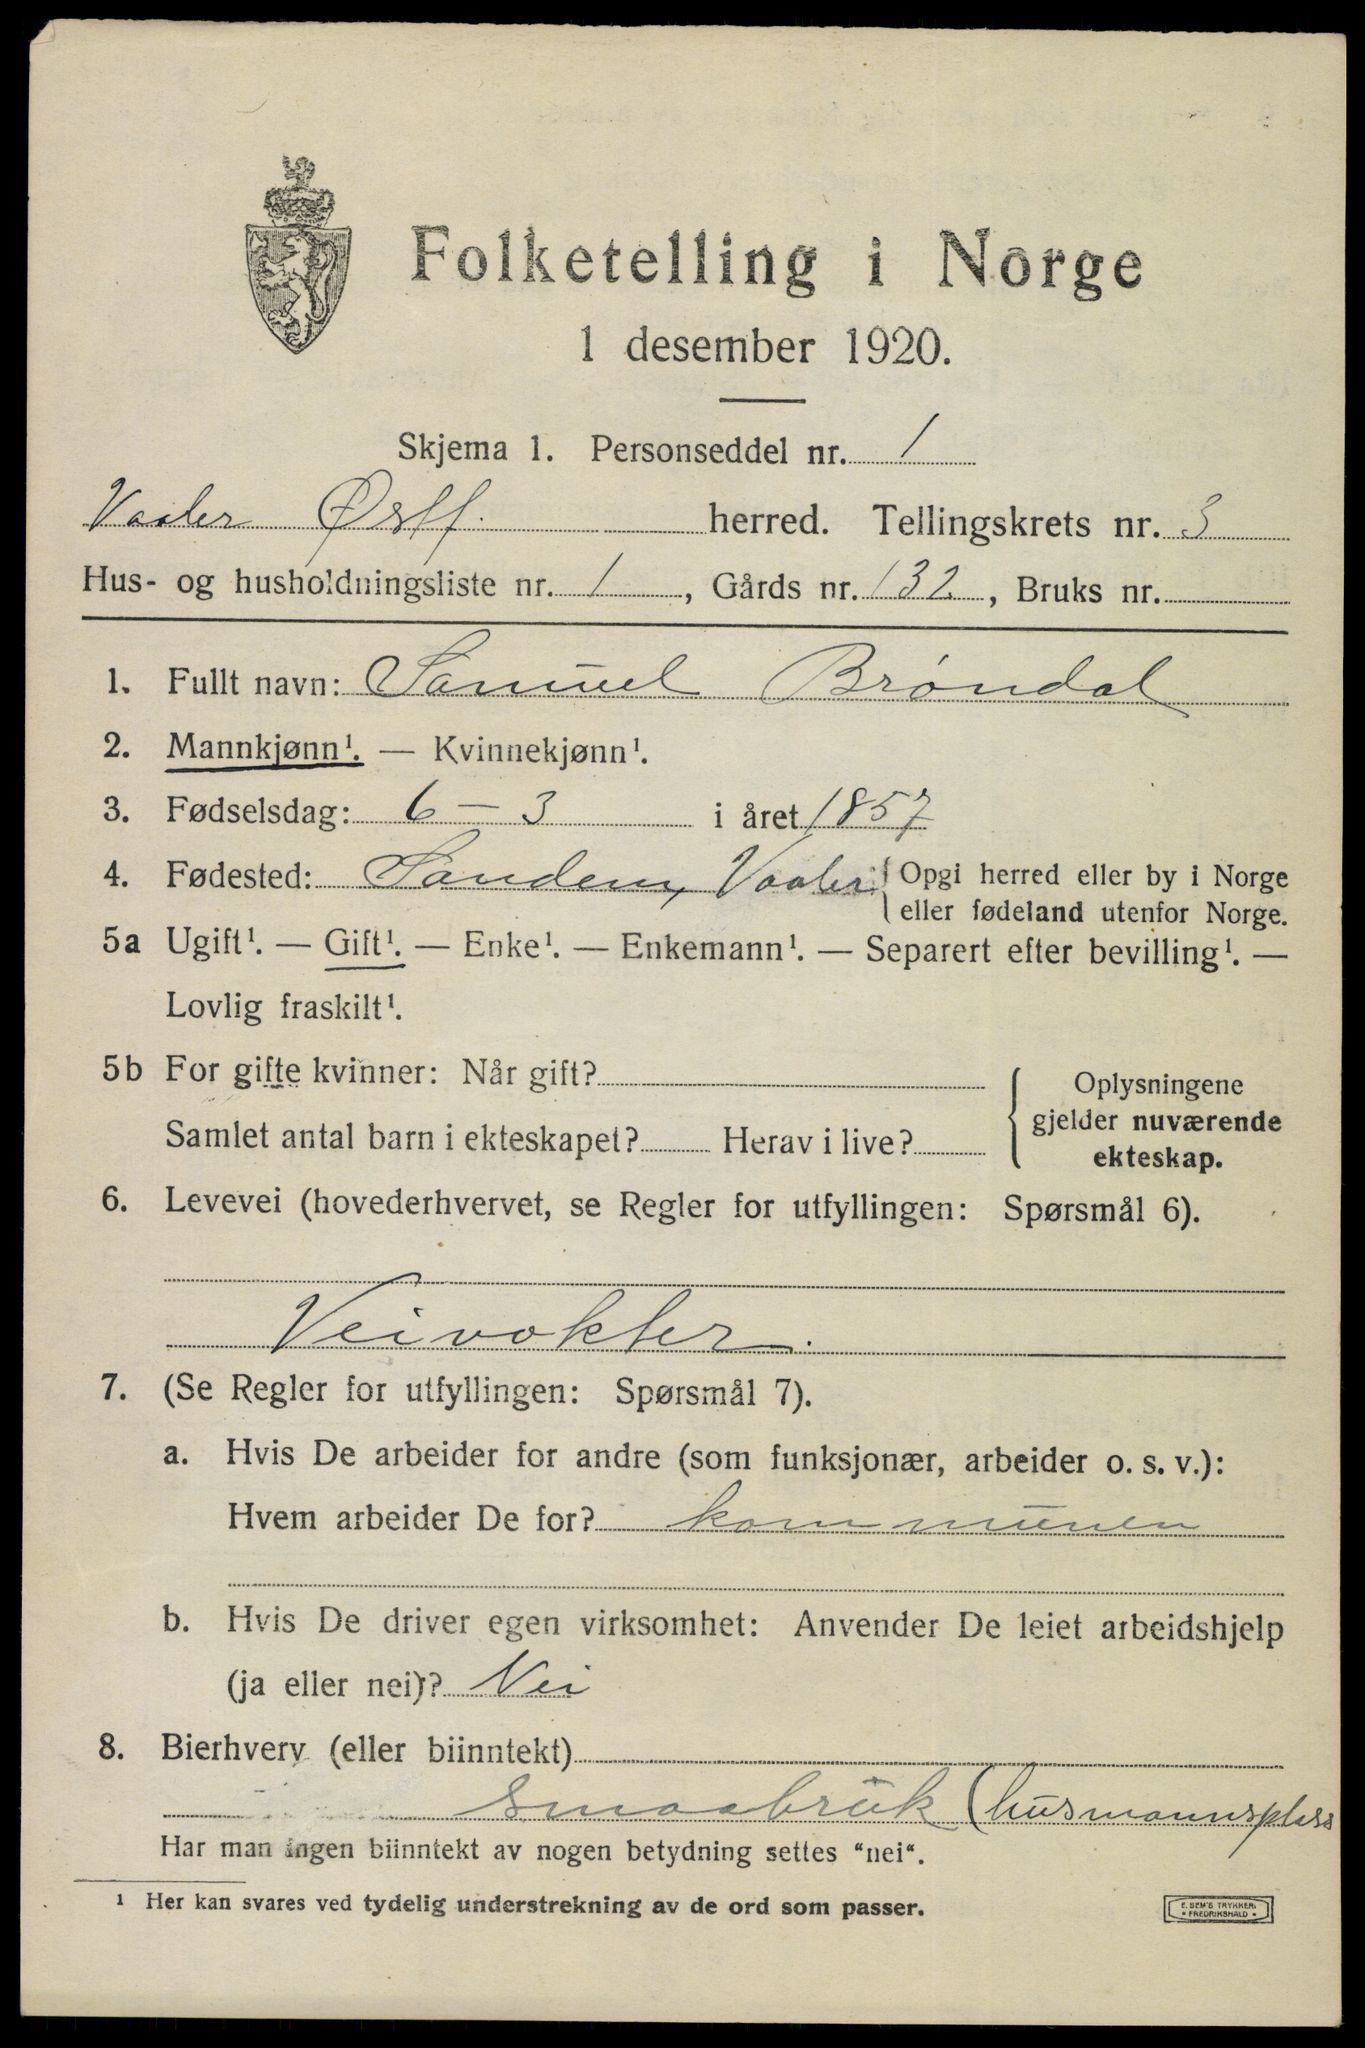 Folketelling i Norge
1 desember 1920.
Skjema 1. Personseddel nr. 1
Vaaler Østf. herred. Tellingskrets nr. 3
Hus- og husholdningsliste nr. 1, Gårds nr. 132, Bruks nr.
1. Fullt navn: Samuel Brøndal
2. Mannkjønn¹. — Kvinnekjønn¹.
3. Fødselsdag: 6 — 3 i året 1857
4. Fødested: Sanden, Vaaler { Opgi herred eller by i Norge
eller fødeland utenfor Norge.
5a Ugift¹. — Gift¹. — Enke¹. — Enkemann¹. — Separert efter bevilling¹. —
Lovlig fraskilt¹.
5b For gifte kvinner: Når gift?
Samlet antal barn i ekteskapet? Herav i live?
{ Oplysningene
gjelder nuværende
ekteskap.
6. Levevei (hovederhvervet, se Regler for utfyllingen: Spørsmål 6).
Veivokter.
7. (Se Regler for utfyllingen: Spørsmål 7).
a. Hvis De arbeider for andre (som funksjonær, arbeider o. s. v.):
Hvem arbeider De for? kommunen
b. Hvis De driver egen virksomhet: Anvender De leiet arbeidshjelp
(ja eller nei)? Nei
8. Bierhverv (eller biinntekt)
smaabruk (husmannsplass
Har man ingen biinntekt av nogen betydning settes "nei".
¹ Her kan svares ved tydelig understrekning av de ord som passer.
E. SEM'S TRYKKERI
* FREDRIKSHALD *